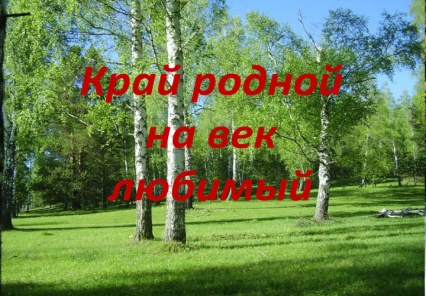 Край родной
на век
любимый